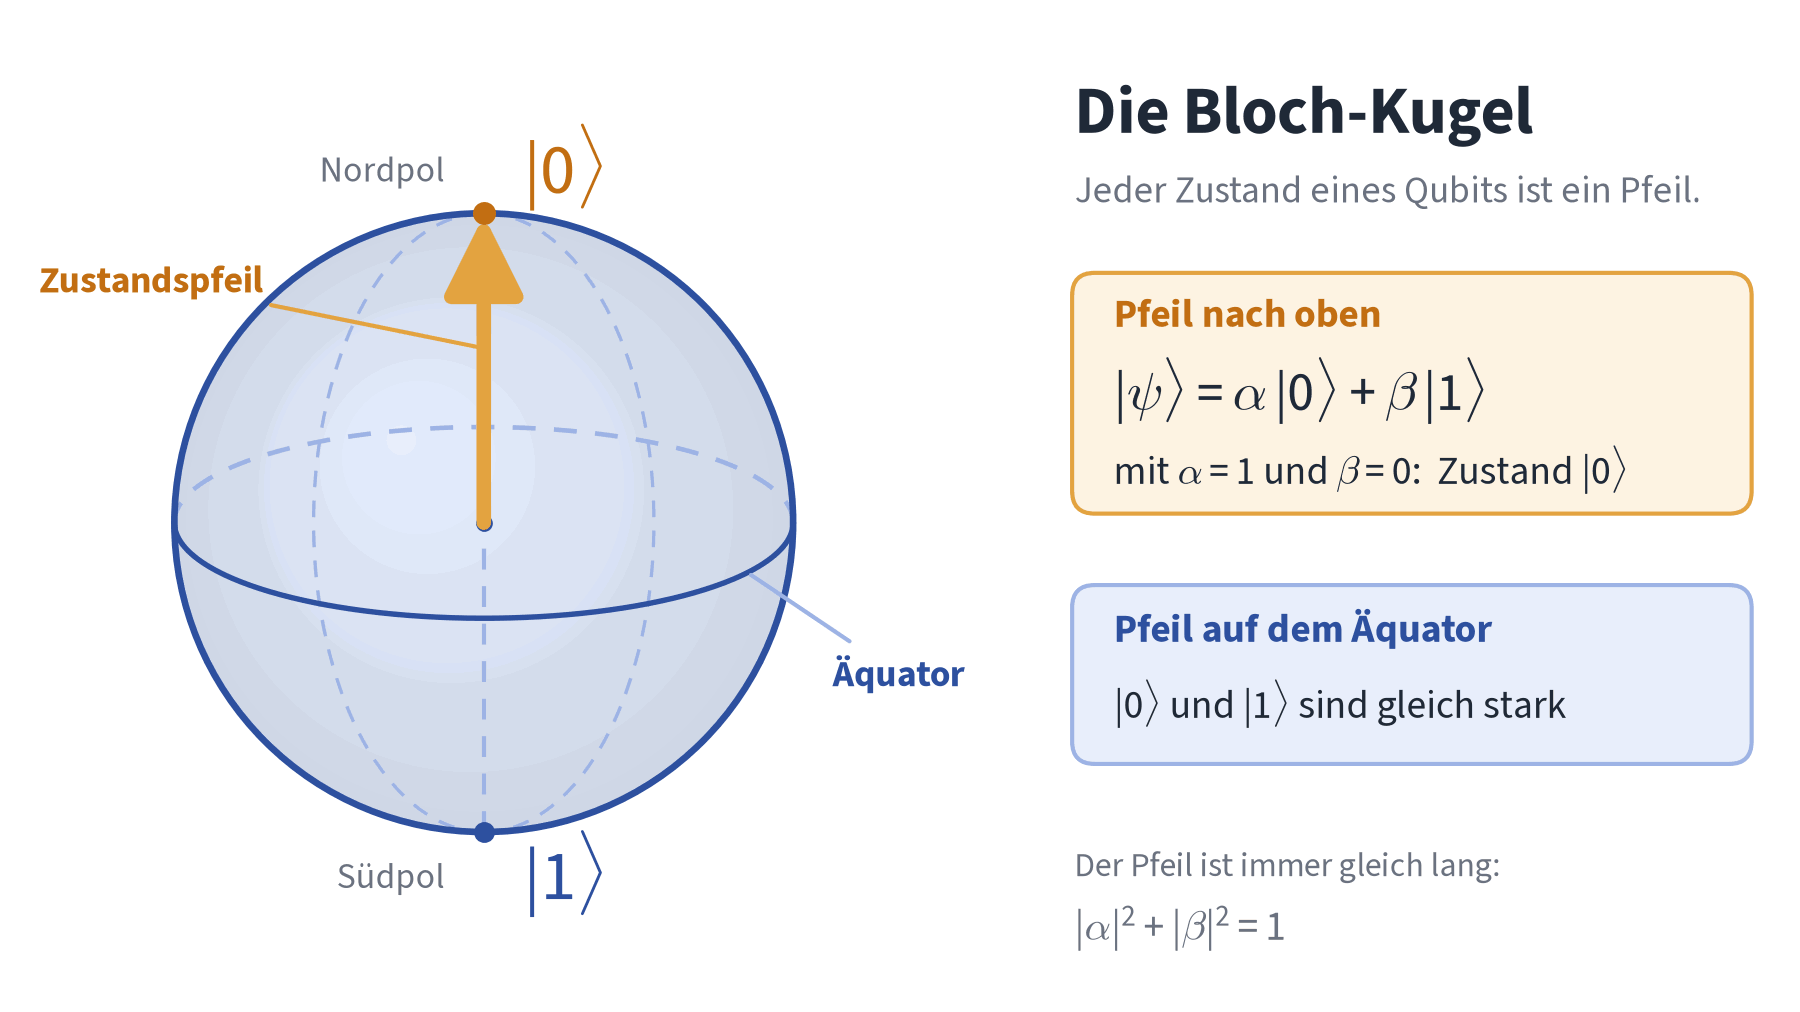 Nordpol
|0⟩
Zustandspfeil
Äquator
Südpol
|1⟩
Die Bloch-Kugel
Jeder Zustand eines Qubits ist ein Pfeil.
Pfeil nach oben
|ψ⟩ = α|0⟩ + β|1⟩
mit α = 1 und β = 0: Zustand |0⟩
Pfeil auf dem Äquator
|0⟩ und |1⟩ sind gleich stark
Der Pfeil ist immer gleich lang:
|α|² + |β|² = 1